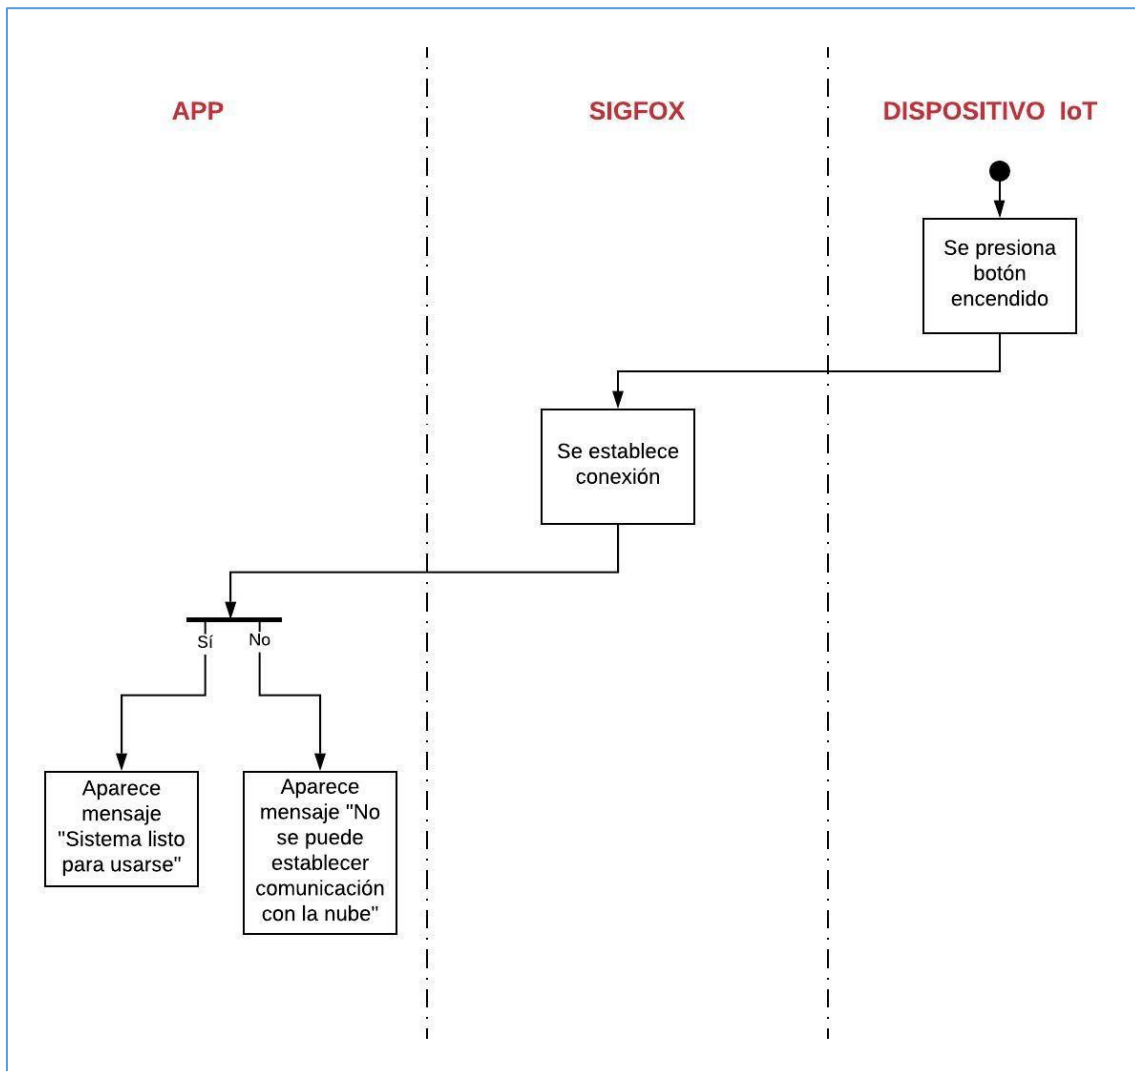 APP
SIGFOX
DISPOSITIVO IoT
Se presiona
botón
encendido
Se establece
conexión
Sí
No
Aparece
mensaje
"Sistema listo
para usarse"
Aparece
mensaje "No
se puede
establecer
comunicación
con la nube"